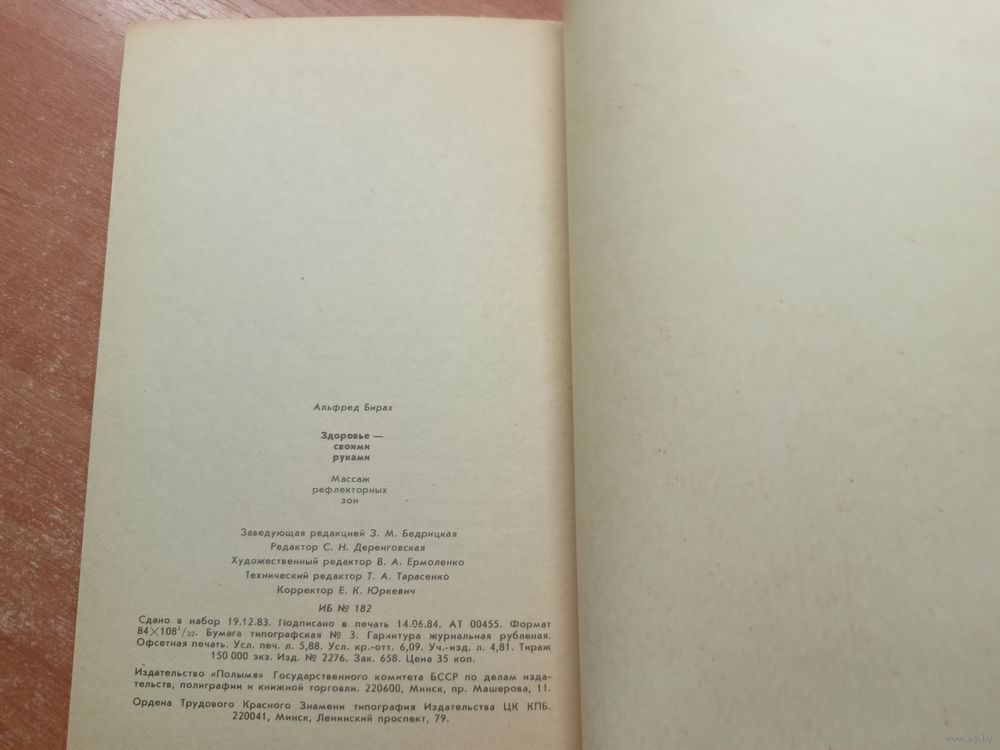 Альфред Бирах
Здоровье —
своими
руками
Массаж
рефлекторных
зон
Заведующая редакцией З. М. Бедрицкая
Редактор С. Н. Деренговская
Художественный редактор В. А. Ермоленко
Технический редактор Т. А. Тарасенко
Корректор Е. К. Юркевич
ИБ № 182
Сдано в набор 19.12.83. Подписано в печать 14.06.84. АТ 00455. Формат
84×108¹/₃₂. Бумага типографская № 3. Гарнитура журнальная рубленая.
Офсетная печать. Усл. печ. л. 5,88. Усл. кр.-отт. 6,09. Уч.-изд. л. 4,81. Тираж
150 000 экз. Изд. № 2276. Зак. 658. Цена 35 коп.
Издательство «Полымя» Государственного комитета БССР по делам изда-
тельств, полиграфии и книжной торговли. 220600, Минск, пр. Машерова, 11.
Ордена Трудового Красного Знамени типография Издательства ЦК КПБ.
220041, Минск, Ленинский проспект, 79.
www.ay.by